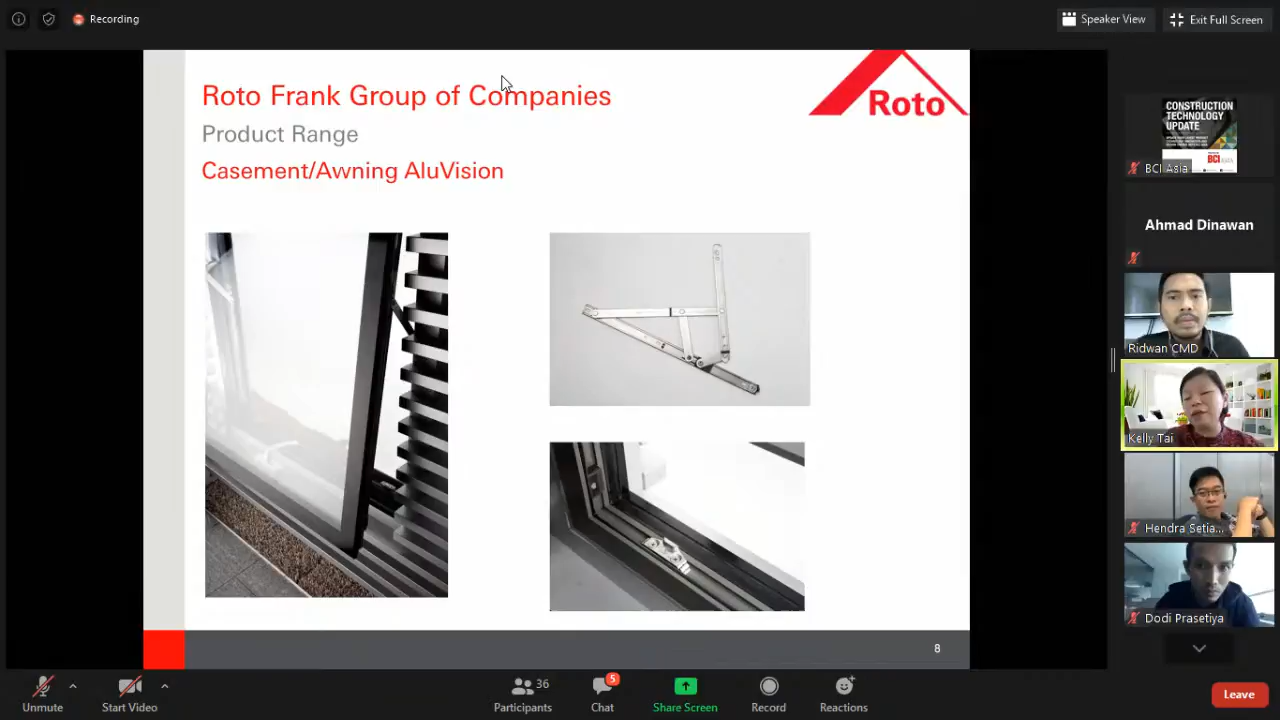 Recording
Speaker View
Exit Full Screen
Roto Frank Group of Companies
Product Range
Casement/Awning AluVision
Roto
8
CONSTRUCTION
TECHNOLOGY
UPDATE
BCI
BCI Asia
Ahmad Dinawan
Ridwan CMD
Kelly Tai
Hendra Setia...
Dodi Prasetiya
Unmute
Start Video
36
Participants
5
Chat
Share Screen
Record
Reactions
Leave